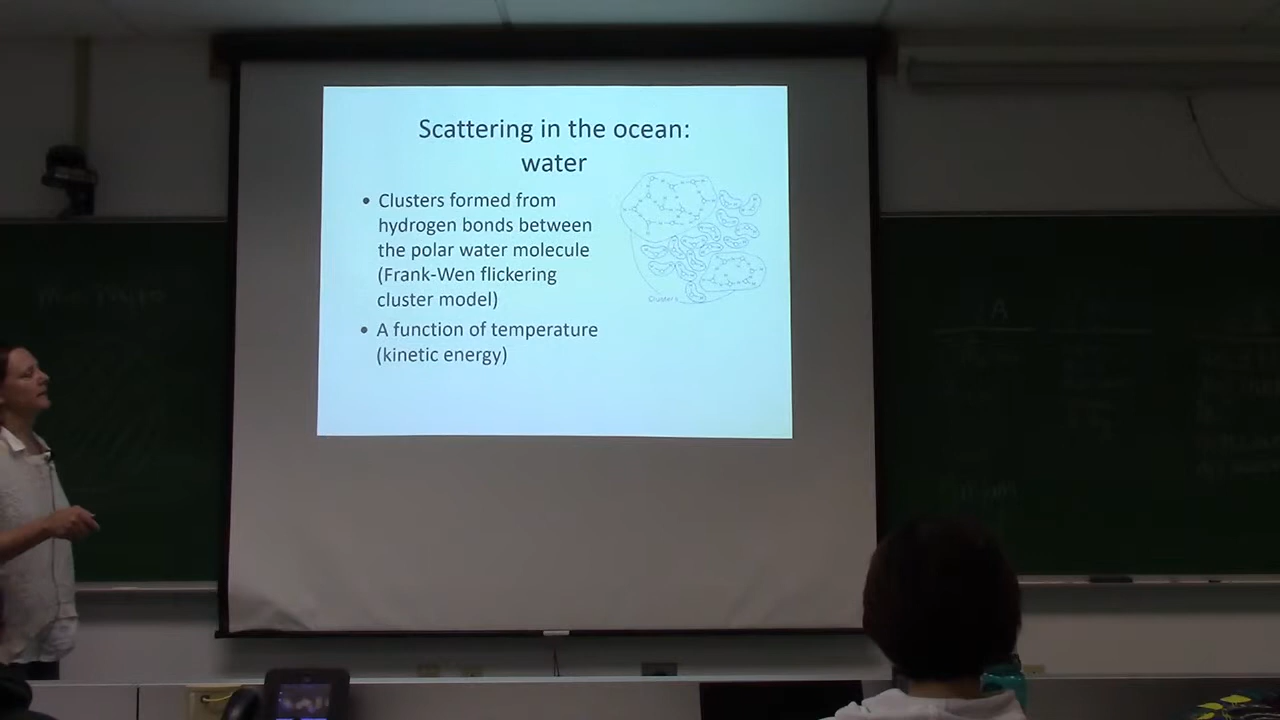 Scattering in the ocean:
water
• Clusters formed from
hydrogen bonds between
the polar water molecule
(Frank-Wen flickering
cluster model)
• A function of temperature
(kinetic energy)
Clusters